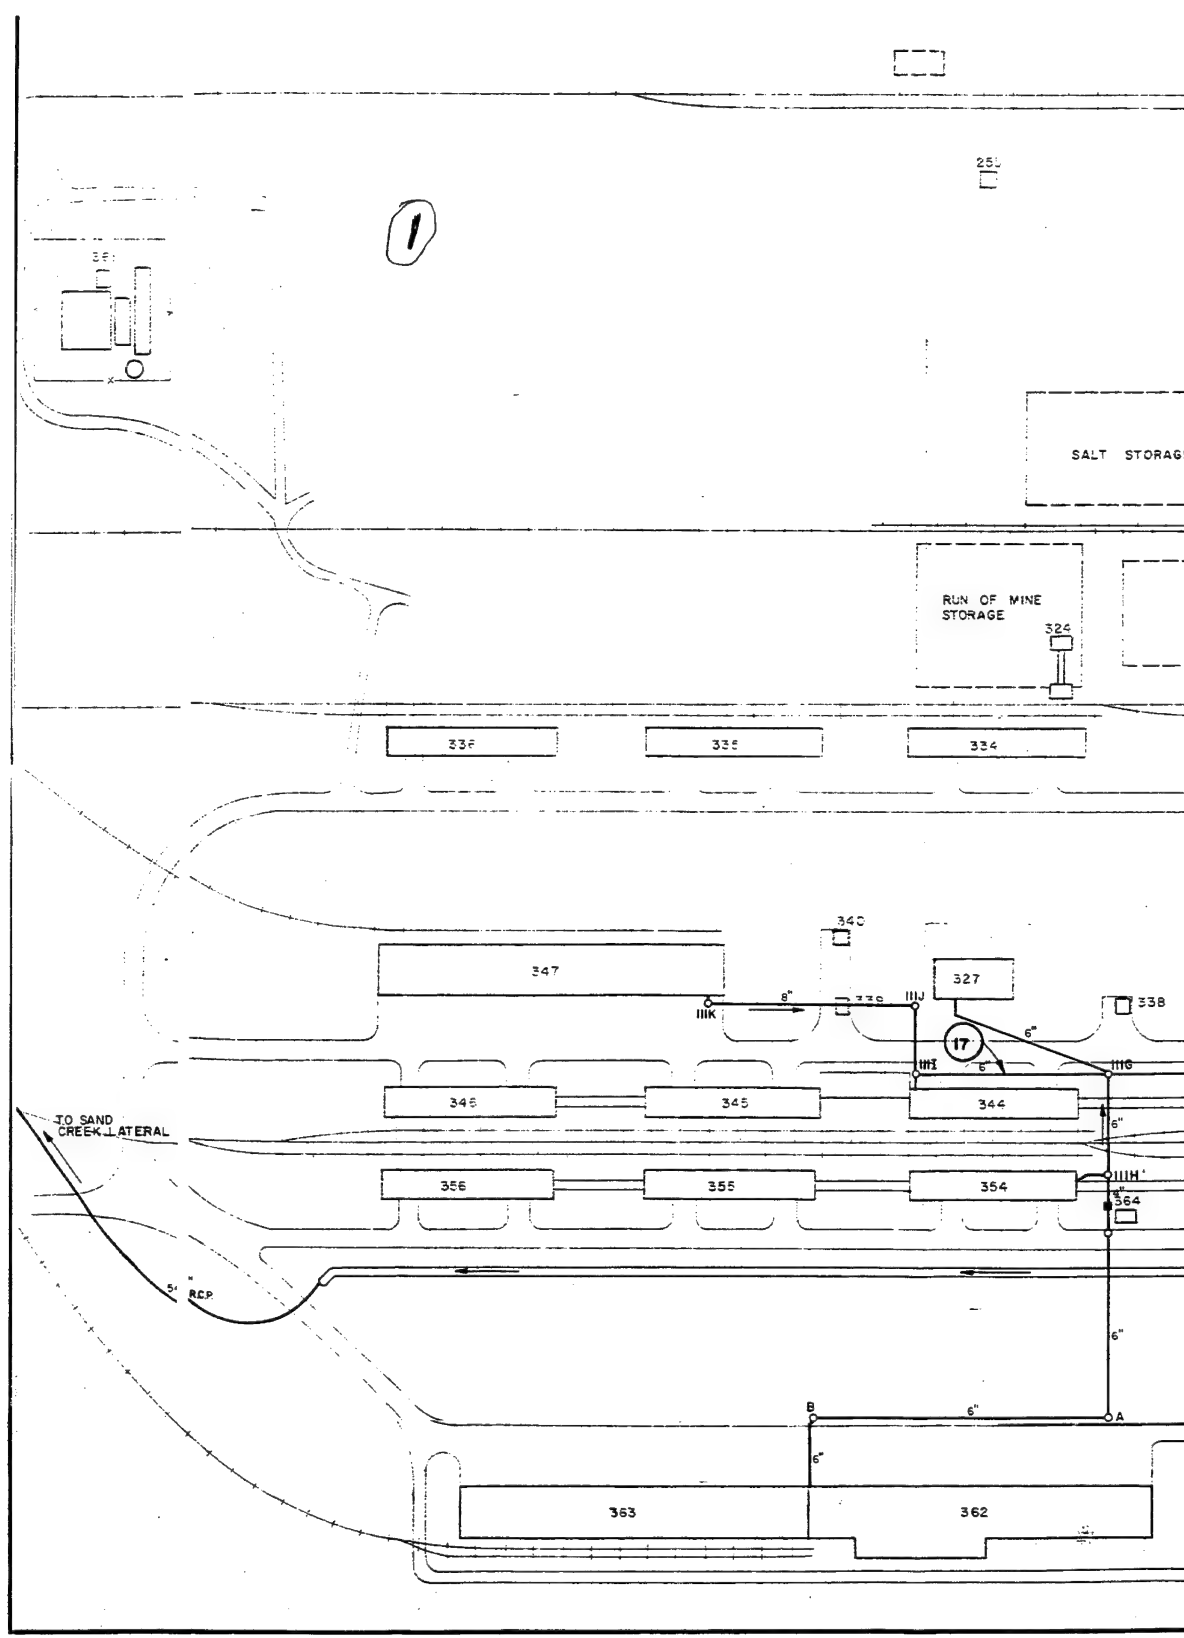 1
SALT STORAGE
RUN OF MINE
STORAGE
324
335
334
340
347
327
338
8"
IIIK
IIIJ
6"
17
IIII
6"
IIIG
346
345
344
6"
TO SAND
CREEK LATERAL
356
355
354
IIIH
4"
364
R.C.P.
6"
B
6"
A
6"
363
362